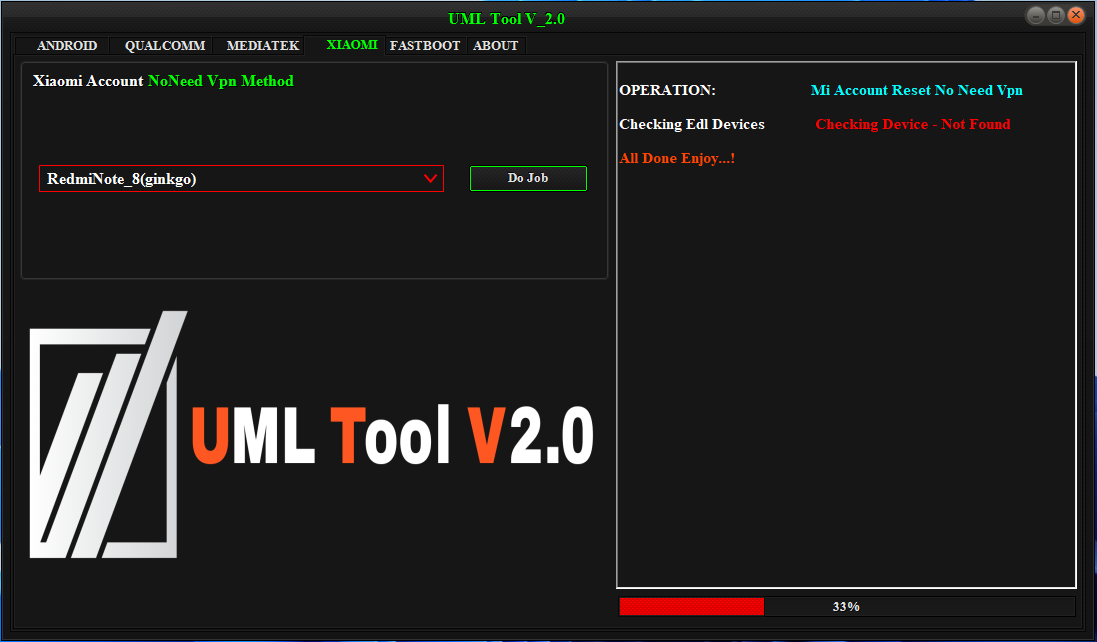 UML Tool V_2.0
ANDROID QUALCOMM MEDIATEK XIAOMI FASTBOOT ABOUT
Xiaomi Account NoNeed Vpn Method
RedmiNote_8(ginkgo)
Do Job
UML Tool V2.0
OPERATION: Mi Account Reset No Need Vpn
Checking Edl Devices Checking Device - Not Found
All Done Enjoy...!
33%